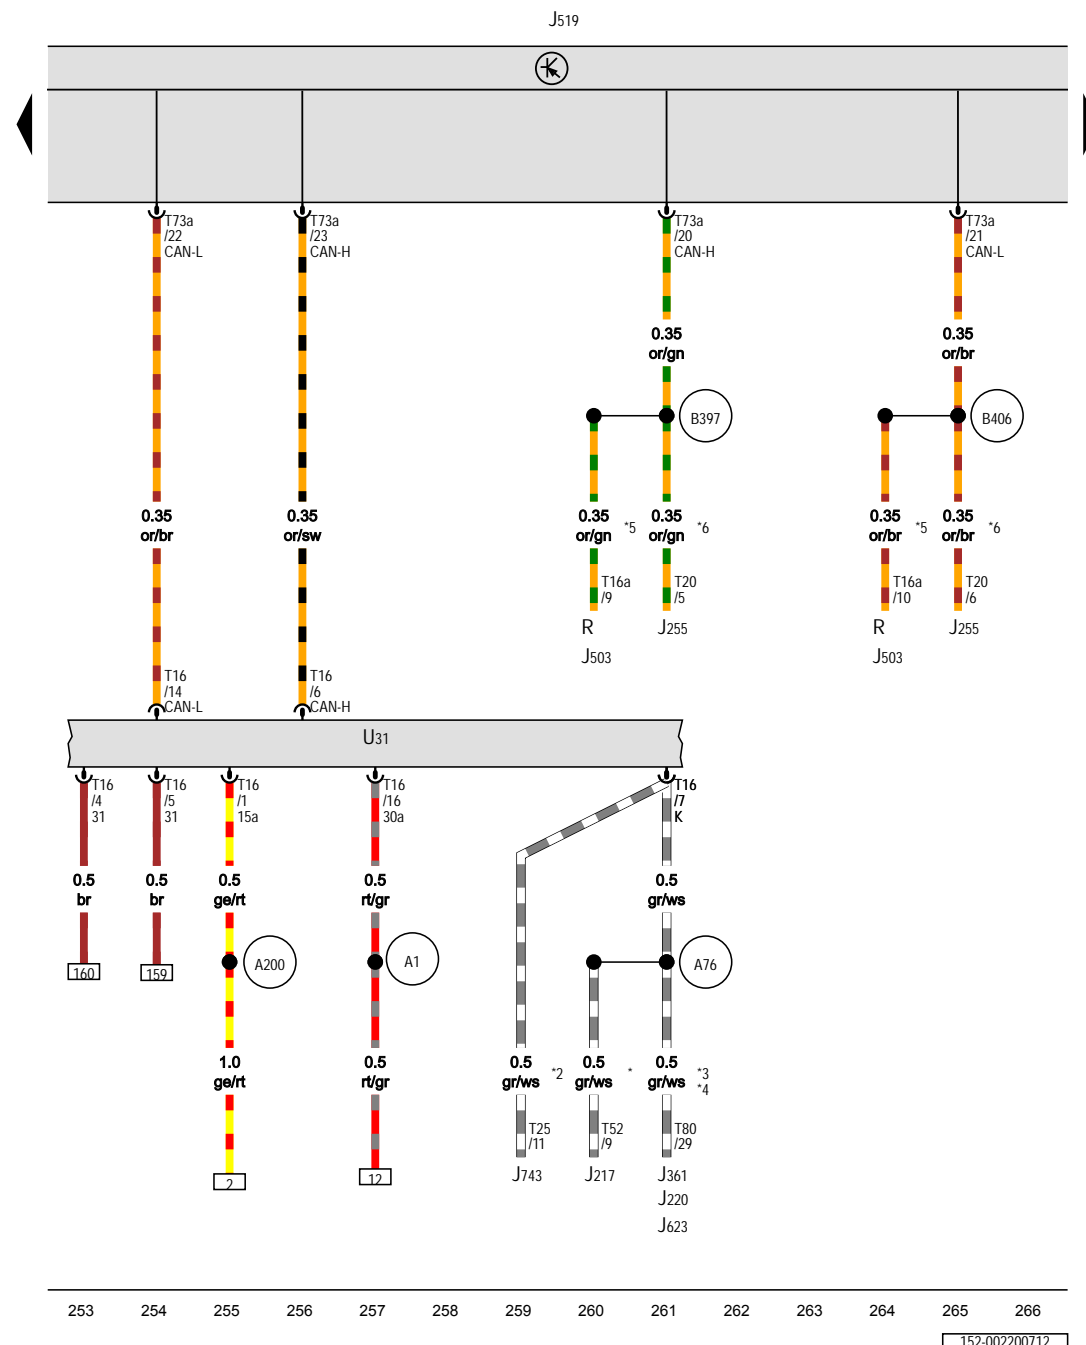 J519
T73a
/22
CAN-L
T73a
/23
CAN-H
T73a
/20
CAN-H
T73a
/21
CAN-L
0.35
or/gn
0.35
or/br
B397
B406
0.35
or/br
0.35
or/sw
0.35
or/gn
*5
0.35
or/gn
*6
0.35
or/br
*5
0.35
or/br
*6
T16a
/9
T20
/5
T16a
/10
T20
/6
R
J503
J255
R
J503
J255
T16
/14
CAN-L
T16
/6
CAN-H
U31
T16
/4
31
T16
/5
31
T16
/1
15a
T16
/16
30a
T16
/7
K
0.5
br
0.5
br
0.5
ge/rt
0.5
rt/gr
0.5
gr/ws
160
159
A200
A1
A76
1.0
ge/rt
0.5
rt/gr
0.5
gr/ws
*2
0.5
gr/ws
*
0.5
gr/ws
*3
*4
T25
/11
T52
/9
T80
/29
2
12
J743
J217
J361
J220
J623
253 254 255 256 257 258 259 260 261 262 263 264 265 266
152-002200712